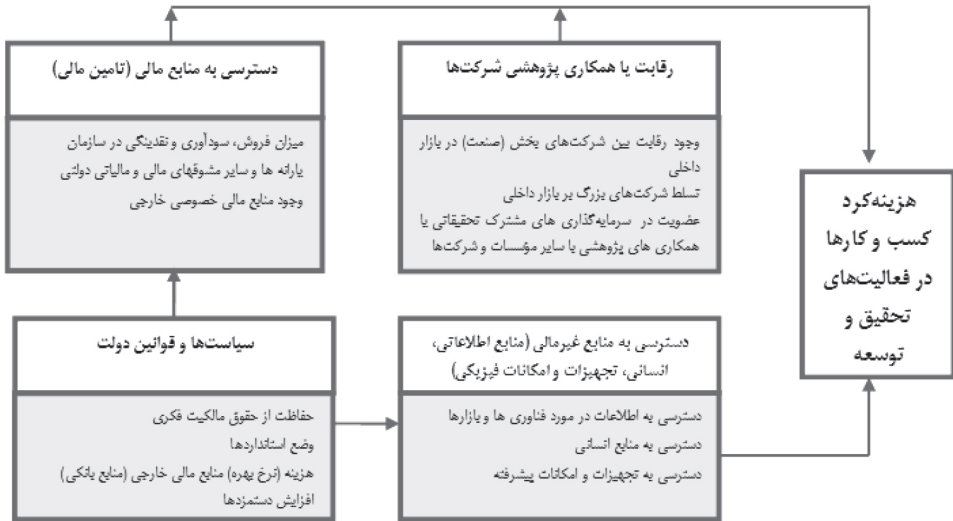 رقابت یا همکاری پژوهشی شرکت‌ها
وجود رقابت بین شرکت‌های بخش (صنعت) در بازار
داخلی
تسلط شرکت‌های بزرگ بر بازار داخلی
عضویت در سرمایه‌گذاری های مشترک تحقیقاتی یا
همکاری های پژوهشی با سایر مؤسسات و شرکت‌ها
دسترسی به منابع مالی (تامین مالی)
میزان فروش، سودآوری و نقدینگی در سازمان
یارانه ها و سایر مشوقهای مالی و مالیاتی دولتی
وجود منابع مالی خصوصی خارجی
هزینه‌کرد
کسب و کارها
در فعالیت‌های
تحقیق و
توسعه
دسترسی به منابع غیرمالی (منابع اطلاعاتی،
انسانی، تجهیزات و امکانات فیزیکی)
دسترسی به اطلاعات در مورد فناوری ها و بازارها
دسترسی به منابع انسانی
دسترسی به تجهیزات و امکانات پیشرفته
سیاست‌ها و قوانین دولت
حفاظت از حقوق مالکیت فکری
وضع استانداردها
هزینه (نرخ بهره) منابع مالی خارجی (منابع بانکی)
افزایش دستمزدها